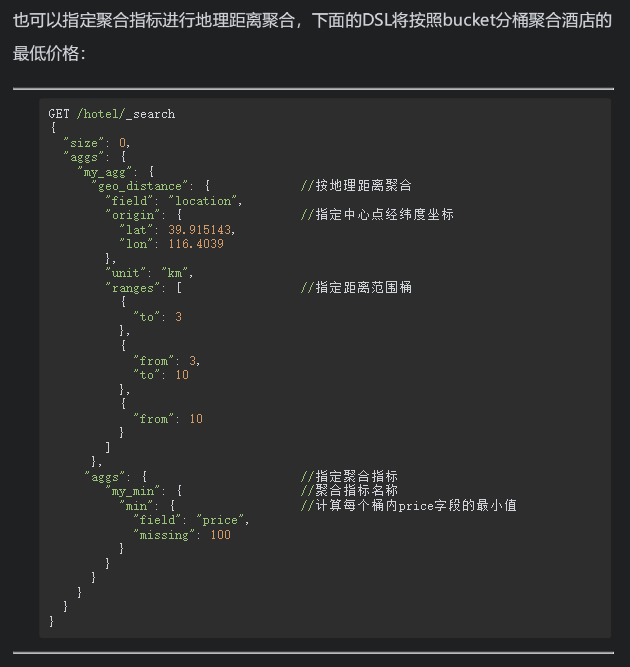 也可以指定聚合指标进行地理距离聚合，下面的DSL将按照bucket分桶聚合酒店的
最低价格：
GET /hotel/_search
{
  "size": 0,
  "aggs": {
    "my_agg": {
      "geo_distance": {            //按地理距离聚合
        "field": "location",
        "origin": {                //指定中心点经纬度坐标
          "lat": 39.915143,
          "lon": 116.4039
        },
        "unit": "km",
        "ranges": [                //指定距离范围桶
          {
            "to": 3
          },
          {
            "from": 3,
            "to": 10
          },
          {
            "from": 10
          }
        ]
      },
     "aggs": {                     //指定聚合指标
        "my_min": {                //聚合指标名称
          "min": {                 //计算每个桶内price字段的最小值
            "field": "price",
            "missing": 100
          }
        }
      }
    }
  }
}